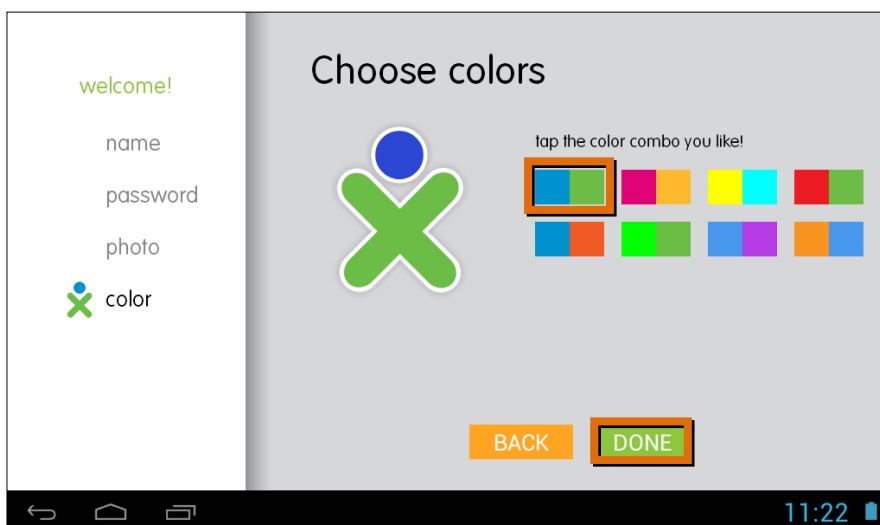 welcome!
name
password
photo
color
Choose colors
tap the color combo you like!
BACK
DONE
11:22